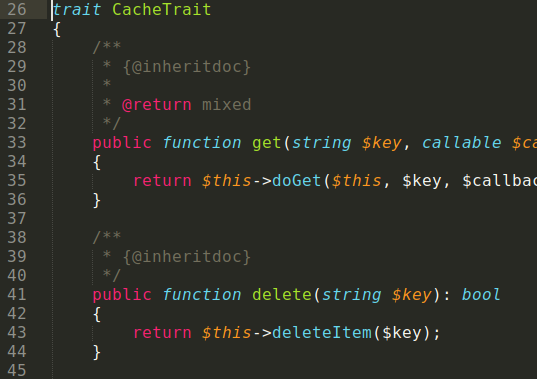 26 trait CacheTrait
27 {
28 /**
29 * {@inheritdoc}
30 *
31 * @return mixed
32 */
33 public function get(string $key, callable $ca
34 {
35 return $this->doGet($this, $key, $callbac
36 }
37
38 /**
39 * {@inheritdoc}
40 */
41 public function delete(string $key): bool
42 {
43 return $this->deleteItem($key);
44 }
45